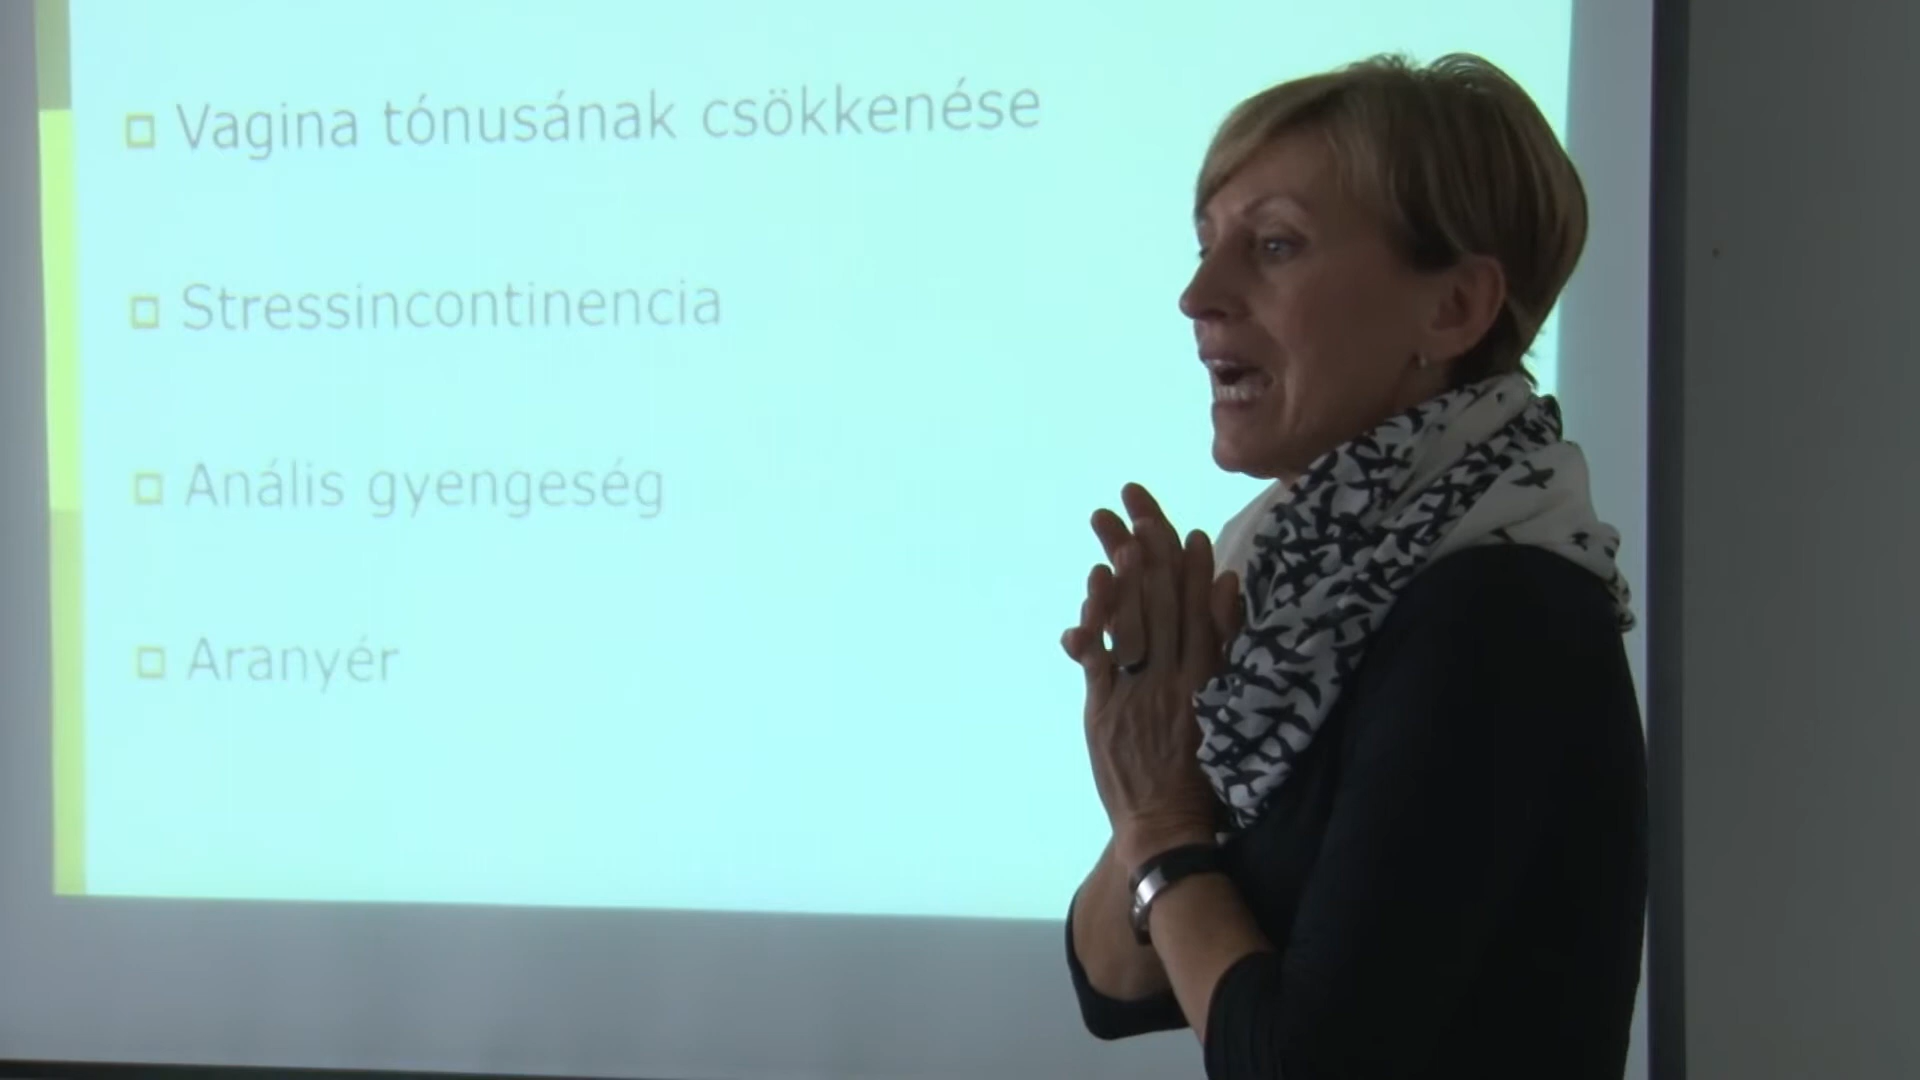 Vagina tónusának csökkenése
Stressincontinencia
Anális gyengeség
Aranyér